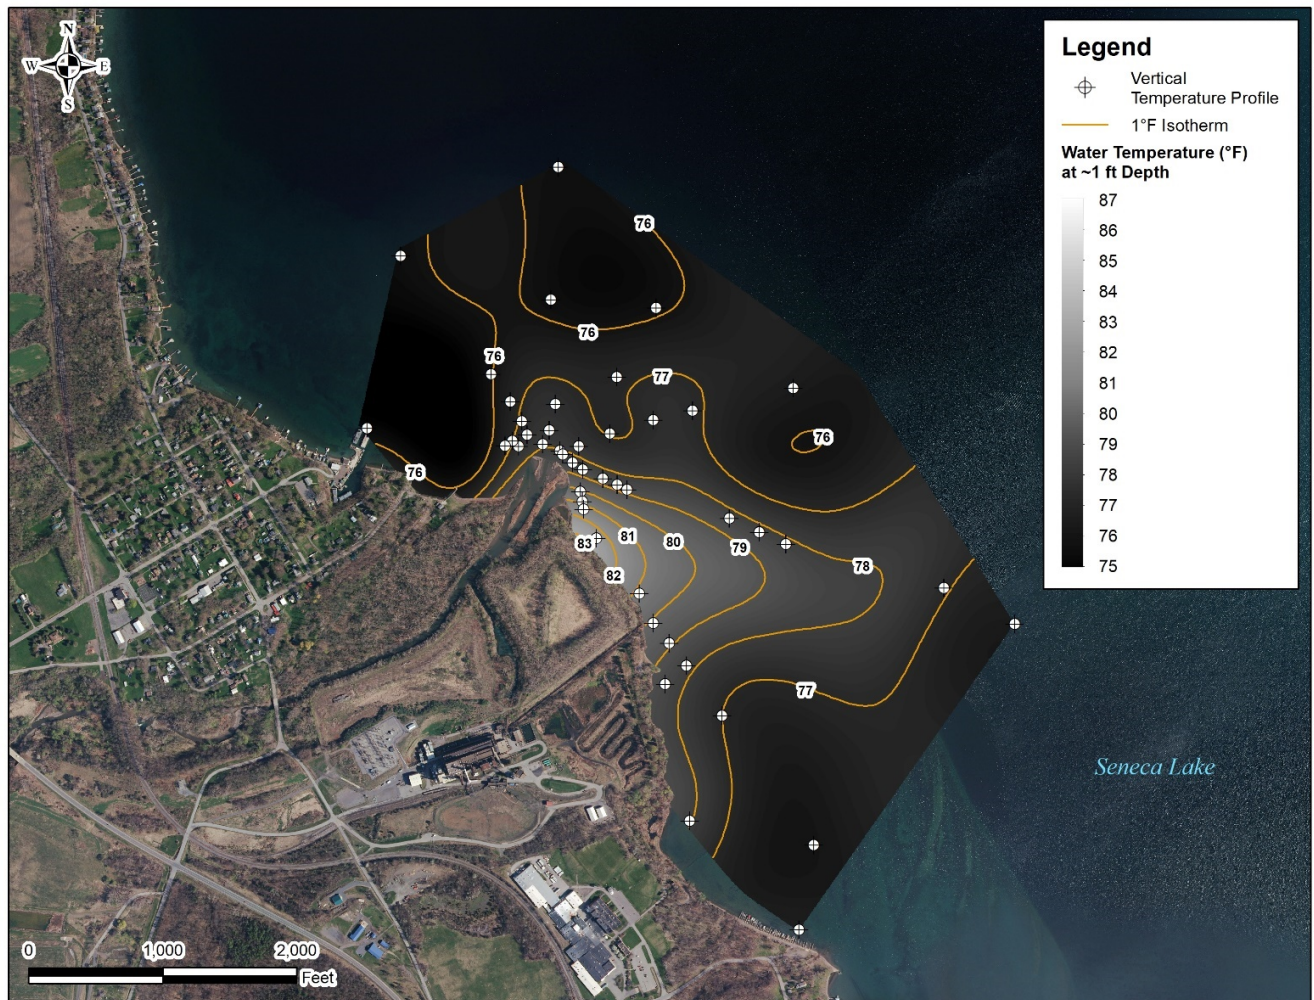 N
W E
S
Legend
Vertical
Temperature Profile
1°F Isotherm
Water Temperature (°F)
at ~1 ft Depth
87
86
85
84
83
82
81
80
79
78
77
76
75
76
76
76
77
76
76
83
81
80
79
78
82
77
Seneca Lake
0 1,000 2,000
Feet